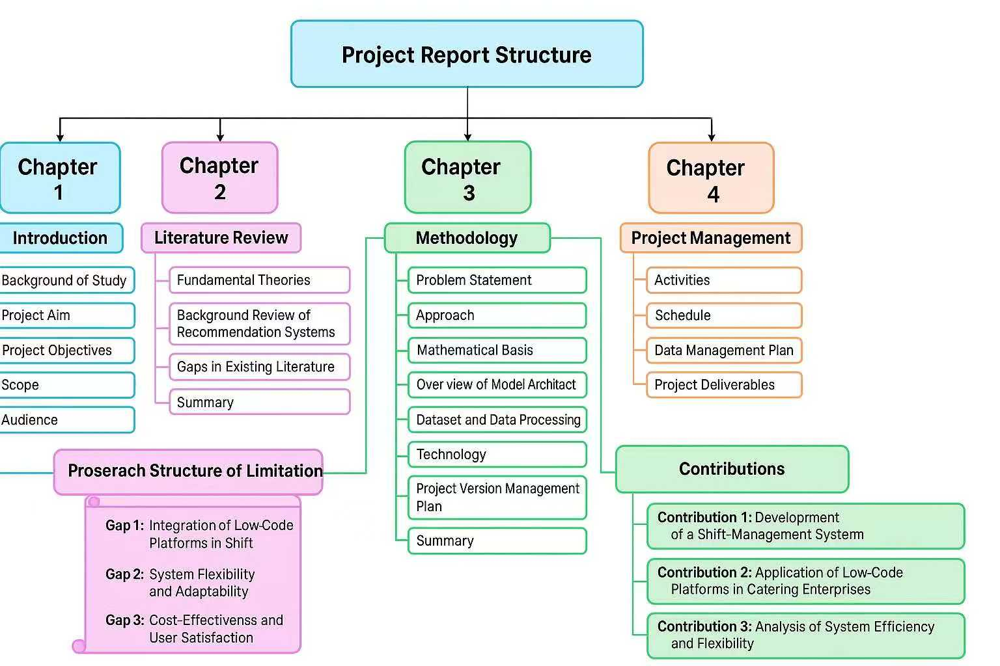 Project Report Structure
Chapter
1
Chapter
2
Chapter
3
Chapter
4
Introduction
Background of Study
Project Aim
Project Objectives
Scope
Audience
Literature Review
Fundamental Theories
Background Review of
Recommendation Systems
Gaps in Existing Literature
Summary
Methodology
Problem Statement
Approach
Mathematical Basis
Over view of Model Architact
Dataset and Data Processing
Technology
Project Version Management
Plan
Summary
Project Management
Activities
Schedule
Data Management Plan
Project Deliverables
Proserach Structure of Limitation
Gap 1: Integration of Low-Code
Platforms in Shift
Gap 2: System Flexibility
and Adaptability
Gap 3: Cost-Effectivenss and
User Satisfaction
Contributions
Contribution 1: Developrment
of a Shift-Management System
Contribution 2: Application of Low-Code
Platforms in Catering Enterprises
Contribution 3: Analysis of System Efficiency
and Flexibility